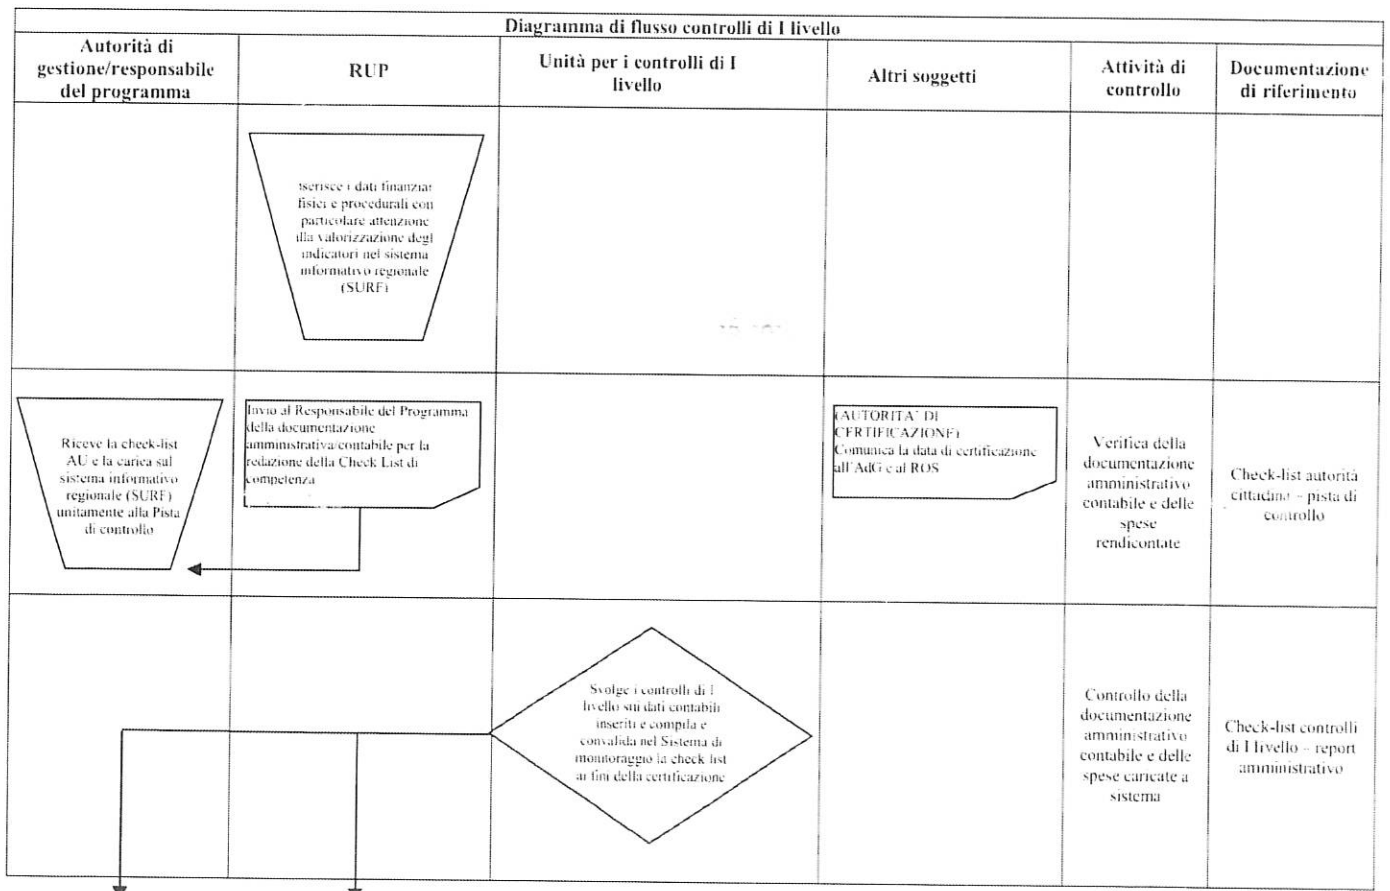 Diagramma di flusso controlli di I livello
Autorità di
gestione/responsabile
del programma
RUP
Unità per i controlli di I
livello
Altri soggetti
Attività di
controllo
Documentazione
di riferimento
iserisce i dati finanziar
fisici e procedurali con
particolare attenzione
alla valorizzazione degl
indicatori nel sistema
informativo regionale
(SURF)
Riceve la check-list
AU e la carica sul
sistema informativo
regionale (SURF)
unitamente alla Pista
di controllo
Invio al Responsabile del Programma
della documentazione
amministrativa/contabile per la
redazione della Check List di
competenza
(AUTORITA' DI
CERTIFICAZIONE)
Comunica la data di certificazione
all'AdG e al ROS
Verifica della
documentazione
amministrativo
contabile e delle
spese
rendicontate
Check-list autorità
cittadina – pista di
controllo
Svolge i controlli di I
livello sui dati contabili
inseriti e compila e
convalida nel Sistema di
monitoraggio la check list
ai fini della certificazione
Controllo della
documentazione
amministrativo
contabile e delle
spese caricate a
sistema
Check-list controlli
di I livello – report
amministrativo